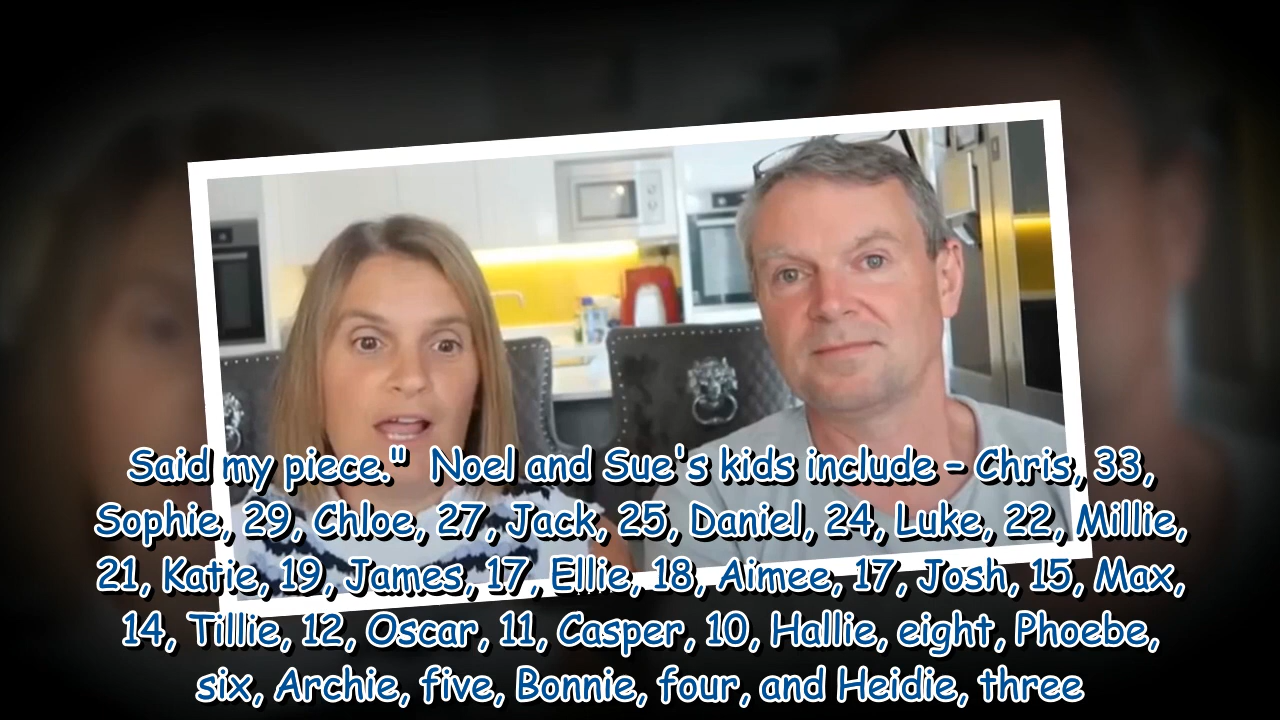 Said my piece."  Noel and Sue's kids include – Chris, 33,
Sophie, 29, Chloe, 27, Jack, 25, Daniel, 24, Luke, 22, Millie,
21, Katie, 19, James, 17, Ellie, 18, Aimee, 17, Josh, 15, Max,
14, Tillie, 12, Oscar, 11, Casper, 10, Hallie, eight, Phoebe,
six, Archie, five, Bonnie, four, and Heidie, three